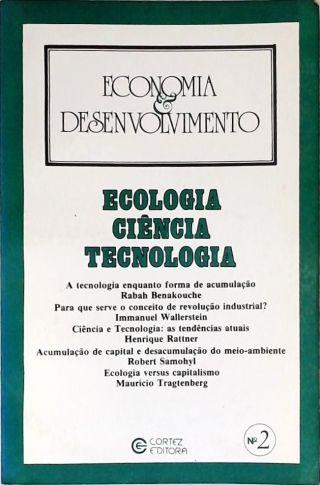 ECONOMIA
&
DESENVOLVIMENTO
ECOLOGIA
CIÊNCIA
TECNOLOGIA
A tecnologia enquanto forma de acumulação
Rabah Benakouche
Para que serve o conceito de revolução industrial?
Immanuel Wallerstein
Ciência e Tecnologia: as tendências atuais
Henrique Rattner
Acumulação de capital e desacumulação do meio-ambiente
Robert Samohyl
Ecologia versus capitalismo
Maurício Tragtenberg
CORTEZ
EDITORA
Nº 2